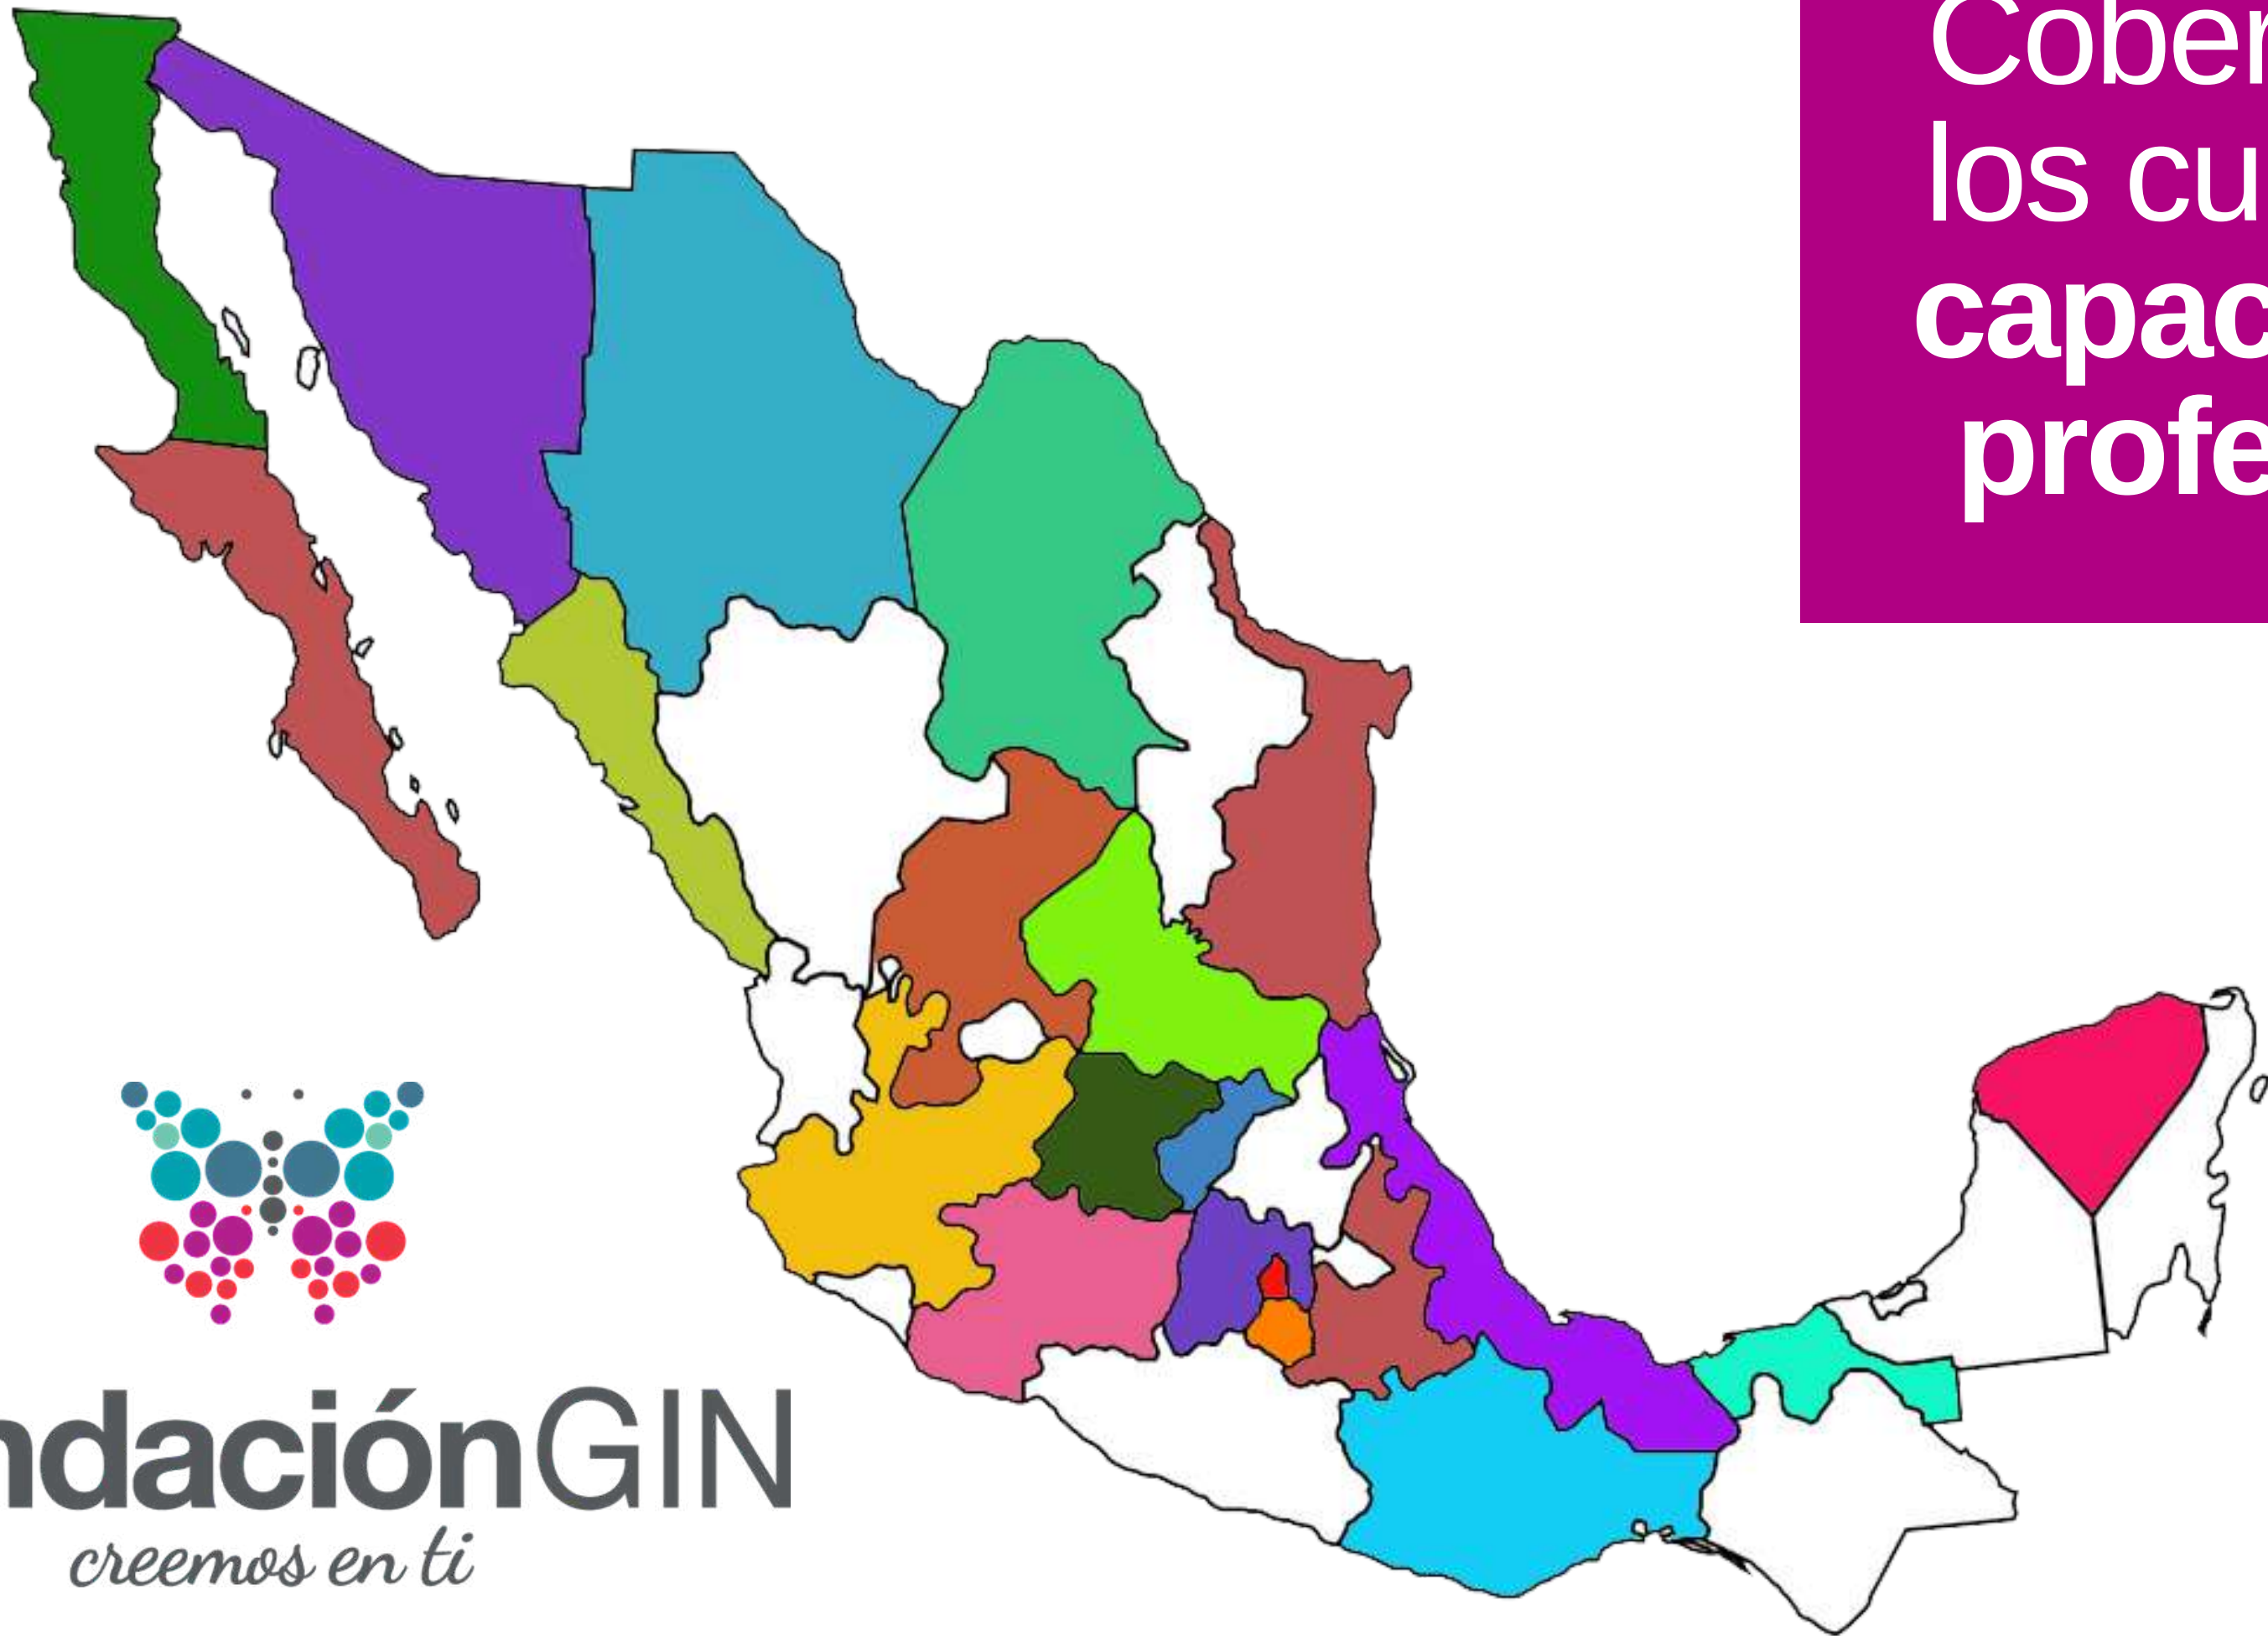 Cober
los cu
capac
profe
ndaciónGIN
creemos en ti